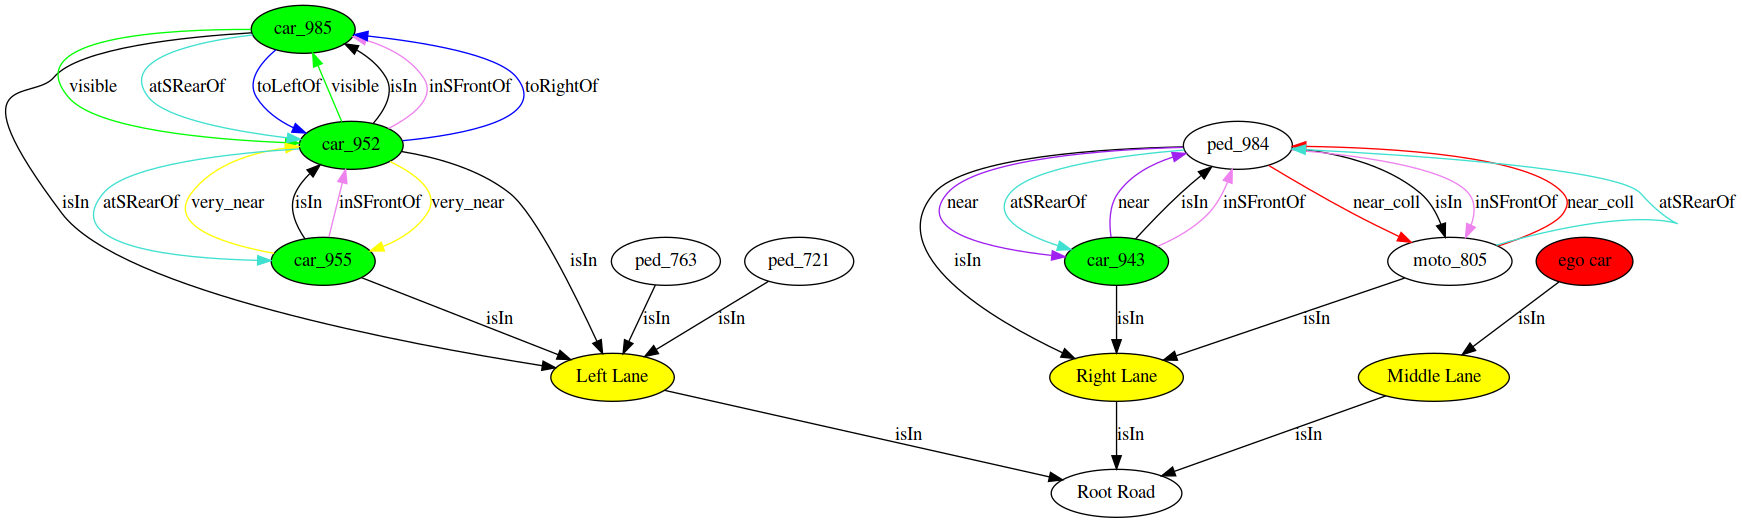 car_985
visible
atSRearOf
toLeftOf
visible
isIn
inSFrontOf
toRightOf
car_952
ped_984
isIn
atSRearOf
very_near
isIn
inSFrontOf
very_near
near
atSRearOf
near
isIn
inSFrontOf
near_coll
isIn
inSFrontOf
near_coll
atSRearOf
car_955
isIn
ped_763
ped_721
isIn
car_943
moto_805
ego car
isIn
isIn
isIn
isIn
isIn
isIn
Left Lane
Right Lane
Middle Lane
isIn
isIn
isIn
Root Road